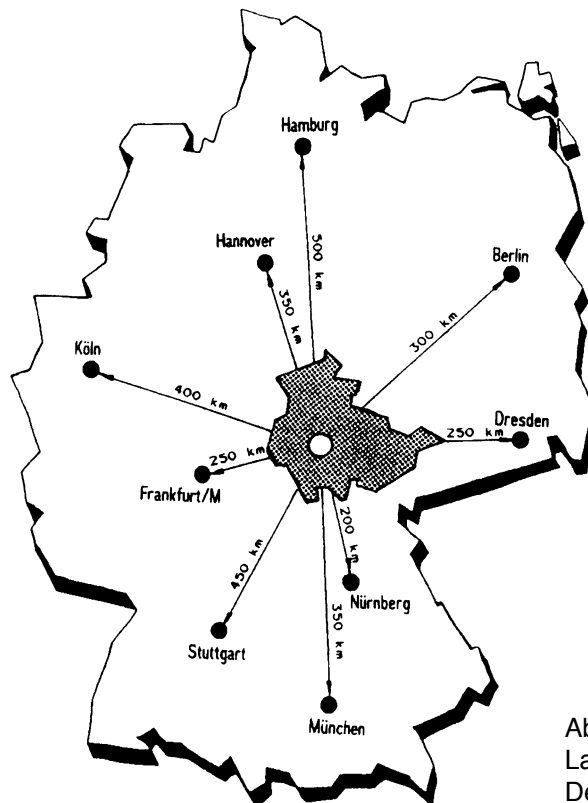 Hamburg
500 km
Hannover
350 km
Berlin
300 km
Köln
400 km
Dresden
250 km
250 km
Frankfurt/M
200 km
Nürnberg
450 km
Stuttgart
350 km
München